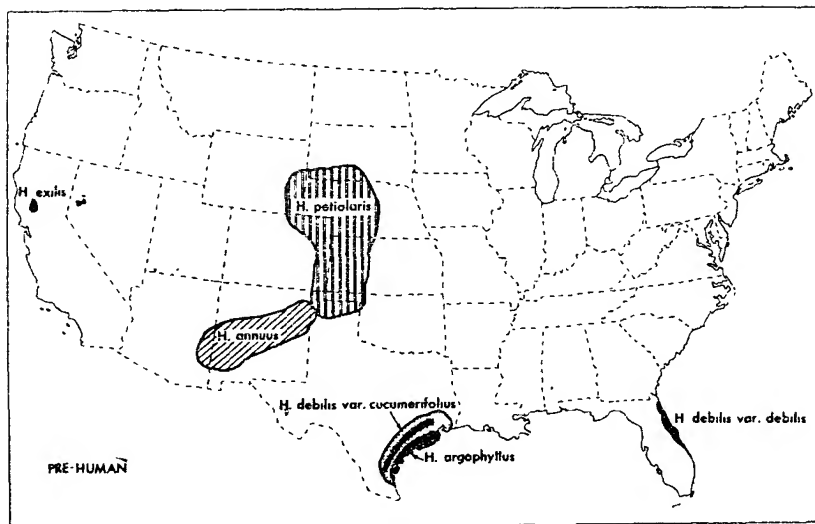 H. exilis
H. petiolaris
H. annuus
H. debilis var. cucumerifolius
H debilis var. debilis
H. argophyllus
PRE-HUMAN